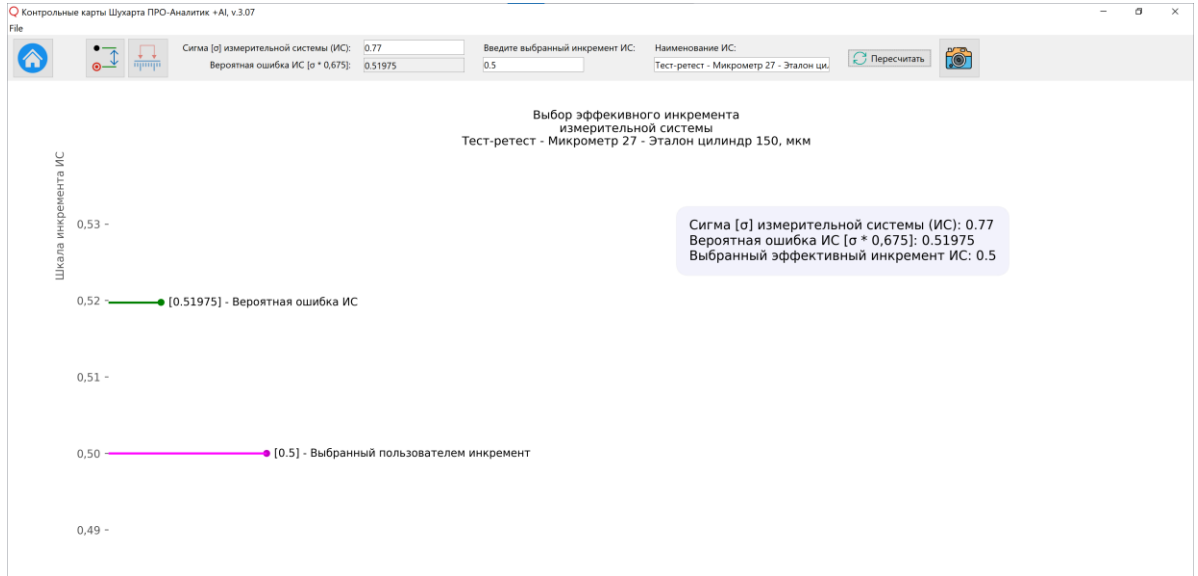 Контрольные карты Шухарта ПРО-Аналитик +AI, v.3.07
File
Сигма [σ] измерительной системы (ИС): 0.77
Вероятная ошибка ИС [σ * 0,675]: 0.51975
Введите выбранный инкремент ИС:
0.5
Наименование ИС:
Тест-ретест - Микрометр 27 - Эталон ци.
Пересчитать
Выбор эффекивного инкремента
измерительной системы
Тест-ретест - Микрометр 27 - Эталон цилиндр 150, мкм
Шкала инкремента ИС
Сигма [σ] измерительной системы (ИС): 0.77
Вероятная ошибка ИС [σ * 0,675]: 0.51975
Выбранный эффективный инкремент ИС: 0.5
0,53
0,52 [0.51975] - Вероятная ошибка ИС
0,51
0,50 [0.5] - Выбранный пользователем инкремент
0,49